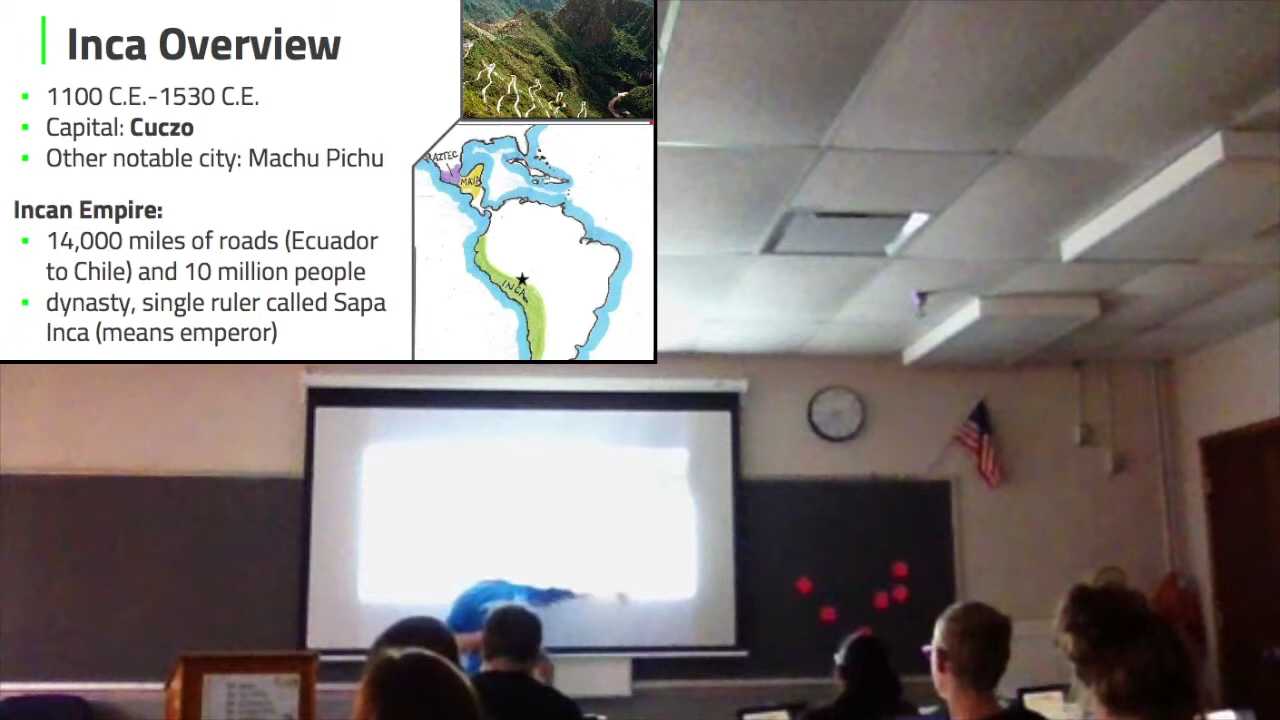 Inca Overview
1100 C.E.-1530 C.E.
Capital: Cuczo
Other notable city: Machu Pichu
Incan Empire:
14,000 miles of roads (Ecuador
to Chile) and 10 million people
dynasty, single ruler called Sapa
Inca (means emperor)
AZTEC
MAYA
INCA